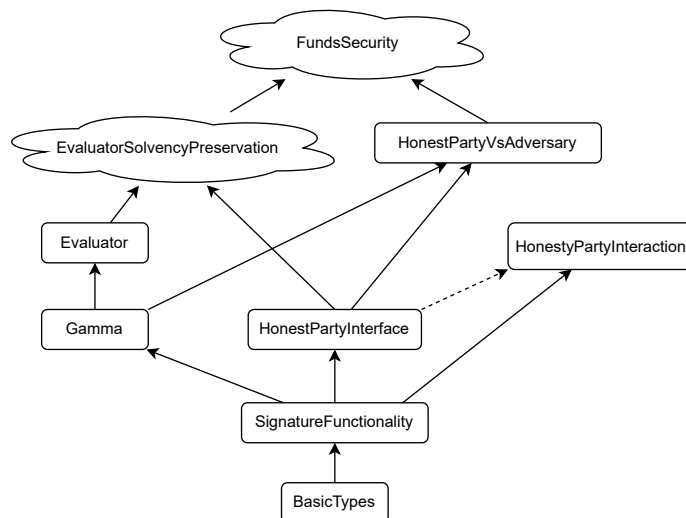 FundsSecurity
EvaluatorSolvencyPreservation
HonestPartyVsAdversary
Evaluator
HonestyPartyInteraction
Gamma
HonestPartyInterface
SignatureFunctionality
BasicTypes